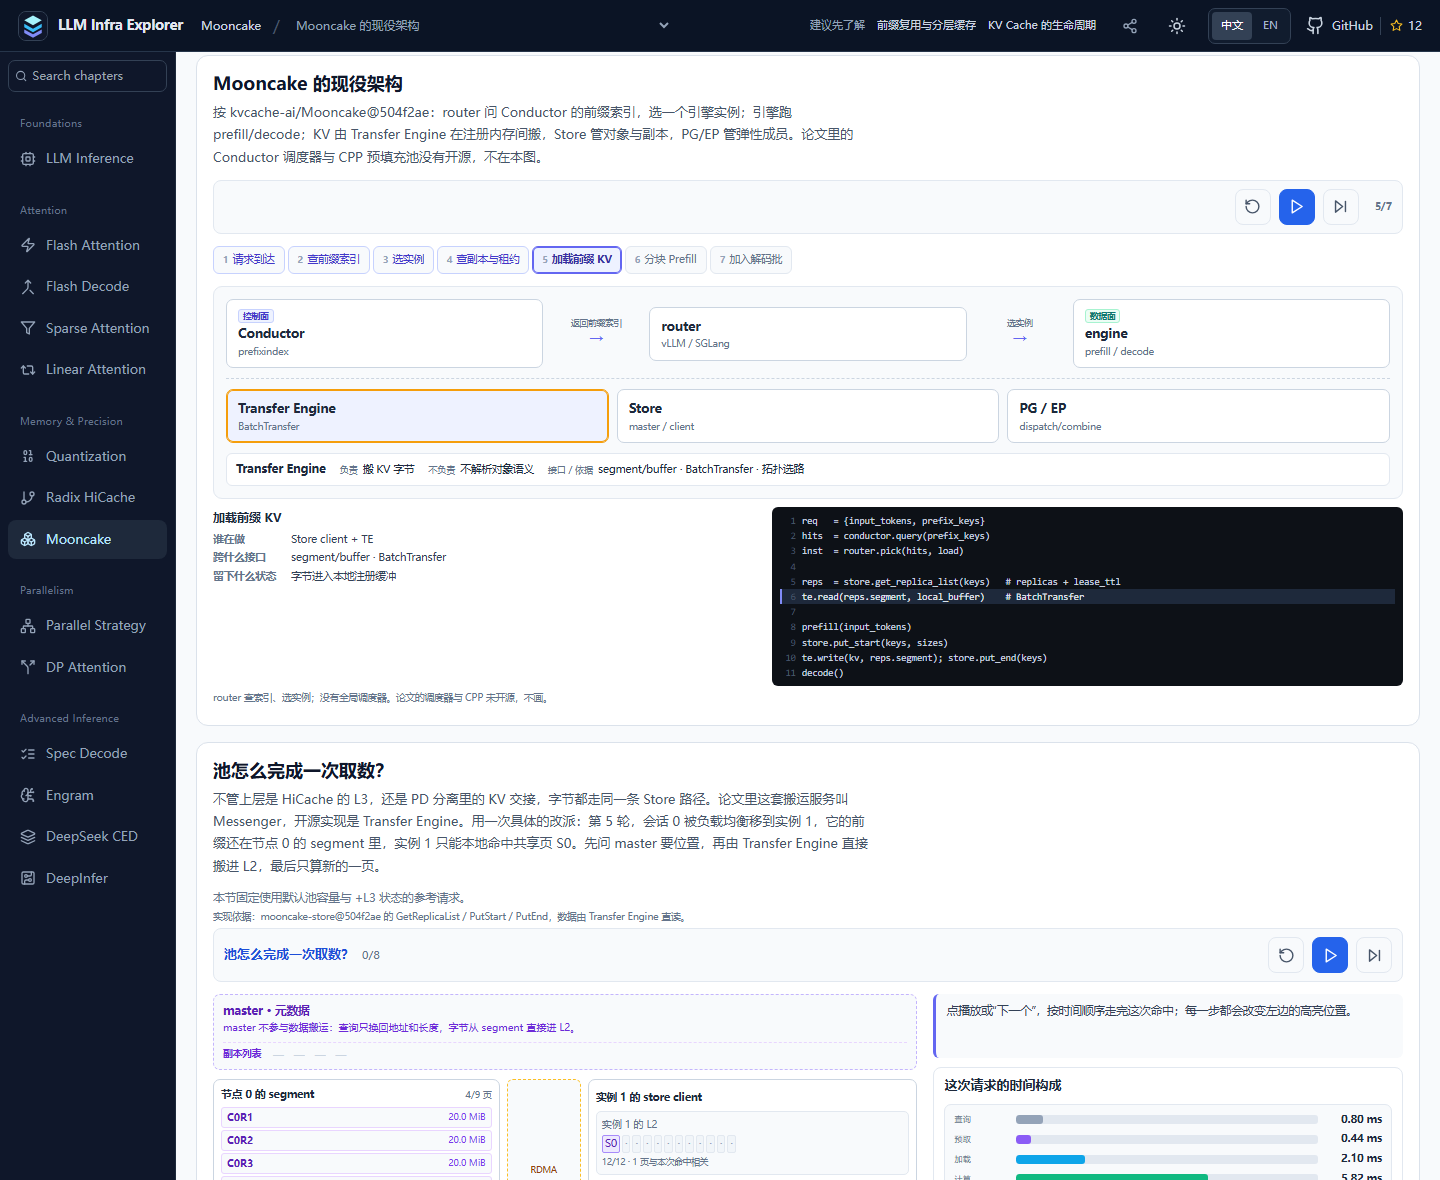 LLM Infra Explorer
Mooncake / Mooncake 的现役架构
建议先了解 前缀复用与分层缓存 KV Cache 的生命周期
中文 EN
GitHub 12
Search chapters
Foundations
LLM Inference
Attention
Flash Attention
Flash Decode
Sparse Attention
Linear Attention
Memory & Precision
Quantization
Radix HiCache
Mooncake
Parallelism
Parallel Strategy
DP Attention
Advanced Inference
Spec Decode
Engram
DeepSeek CED
DeepInfer
Mooncake 的现役架构
按 kvcache-ai/Mooncake@504f2ae：router 问 Conductor 的前缀索引，选一个引擎实例；引擎跑
prefill/decode；KV 由 Transfer Engine 在注册内存间搬，Store 管对象与副本，PG/EP 管弹性成员。论文里的
Conductor 调度器与 CPP 预填充池没有开源，不在本图。
5/7
1 请求到达
2 查前缀索引
3 选实例
4 查副本与租约
5 加载前缀 KV
6 分块 Prefill
7 加入解码批
控制面
Conductor
prefixindex
返回前缀索引
→
router
vLLM / SGLang
选实例
→
数据面
engine
prefill / decode
Transfer Engine
BatchTransfer
Store
master / client
PG / EP
dispatch/combine
Transfer Engine 负责 搬 KV 字节 不负责 不解析对象语义 接口 / 依据 segment/buffer · BatchTransfer · 拓扑选路
加载前缀 KV
谁在做 Store client + TE
跨什么接口 segment/buffer · BatchTransfer
留下什么状态 字节进入本地注册缓冲
1 req = {input_tokens, prefix_keys}
2 hits = conductor.query(prefix_keys)
3 inst = router.pick(hits, load)
4
5 reps = store.get_replica_list(keys) # replicas + lease_ttl
6 te.read(reps.segment, local_buffer) # BatchTransfer
7
8 prefill(input_tokens)
9 store.put_start(keys, sizes)
10 te.write(kv, reps.segment); store.put_end(keys)
11 decode()
router 查索引、选实例；没有全局调度器。论文的调度器与 CPP 未开源，不画。
池怎么完成一次取数？
不管上层是 HiCache 的 L3，还是 PD 分离里的 KV 交接，字节都走同一条 Store 路径。论文里这套搬运服务叫
Messenger，开源实现是 Transfer Engine。用一次具体的改派：第 5 轮，会话 0 被负载均衡移到实例 1，它的前
缀还在节点 0 的 segment 里，实例 1 只能本地命中共享页 S0。先问 master 要位置，再由 Transfer Engine 直接
搬进 L2，最后只算新的一页。
本节固定使用默认池容量与 +L3 状态的参考请求。
实现依据：mooncake-store@504f2ae 的 GetReplicaList / PutStart / PutEnd，数据由 Transfer Engine 直读。
池怎么完成一次取数？ 0/8
master · 元数据
master 不参与数据搬运：查询只换回地址和长度，字节从 segment 直接进 L2。
副本列表 — — — —
点播放或“下一个”，按时间顺序走完这次命中；每一步都会改变左边的高亮位置。
节点 0 的 segment 4/9 页
C0R1 20.0 MiB
C0R2 20.0 MiB
C0R3 20.0 MiB
RDMA
实例 1 的 store client
实例 1 的 L2
S0 · · · · · · · · · · ·
12/12 · 1 页与本次命中相关
这次请求的时间构成
查询 0.80 ms
预取 0.44 ms
加载 2.10 ms
计算 5.82 ms